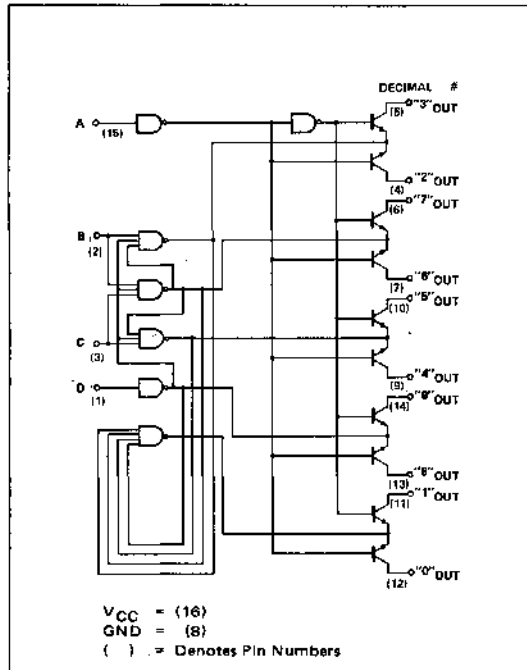 DECIMAL #
A
(15)
(5)
"3"OUT
(4)
"2"OUT
"7"OUT
(6)
B
(2)
(7)
"6"OUT
"5"OUT
(10)
C
(3)
(9)
"4"OUT
D
(1)
"9"OUT
(14)
(13)
"8"OUT
"1"OUT
(11)
(12)
"0"OUT
VCC = (16)
GND = (8)
( ) = Denotes Pin Numbers